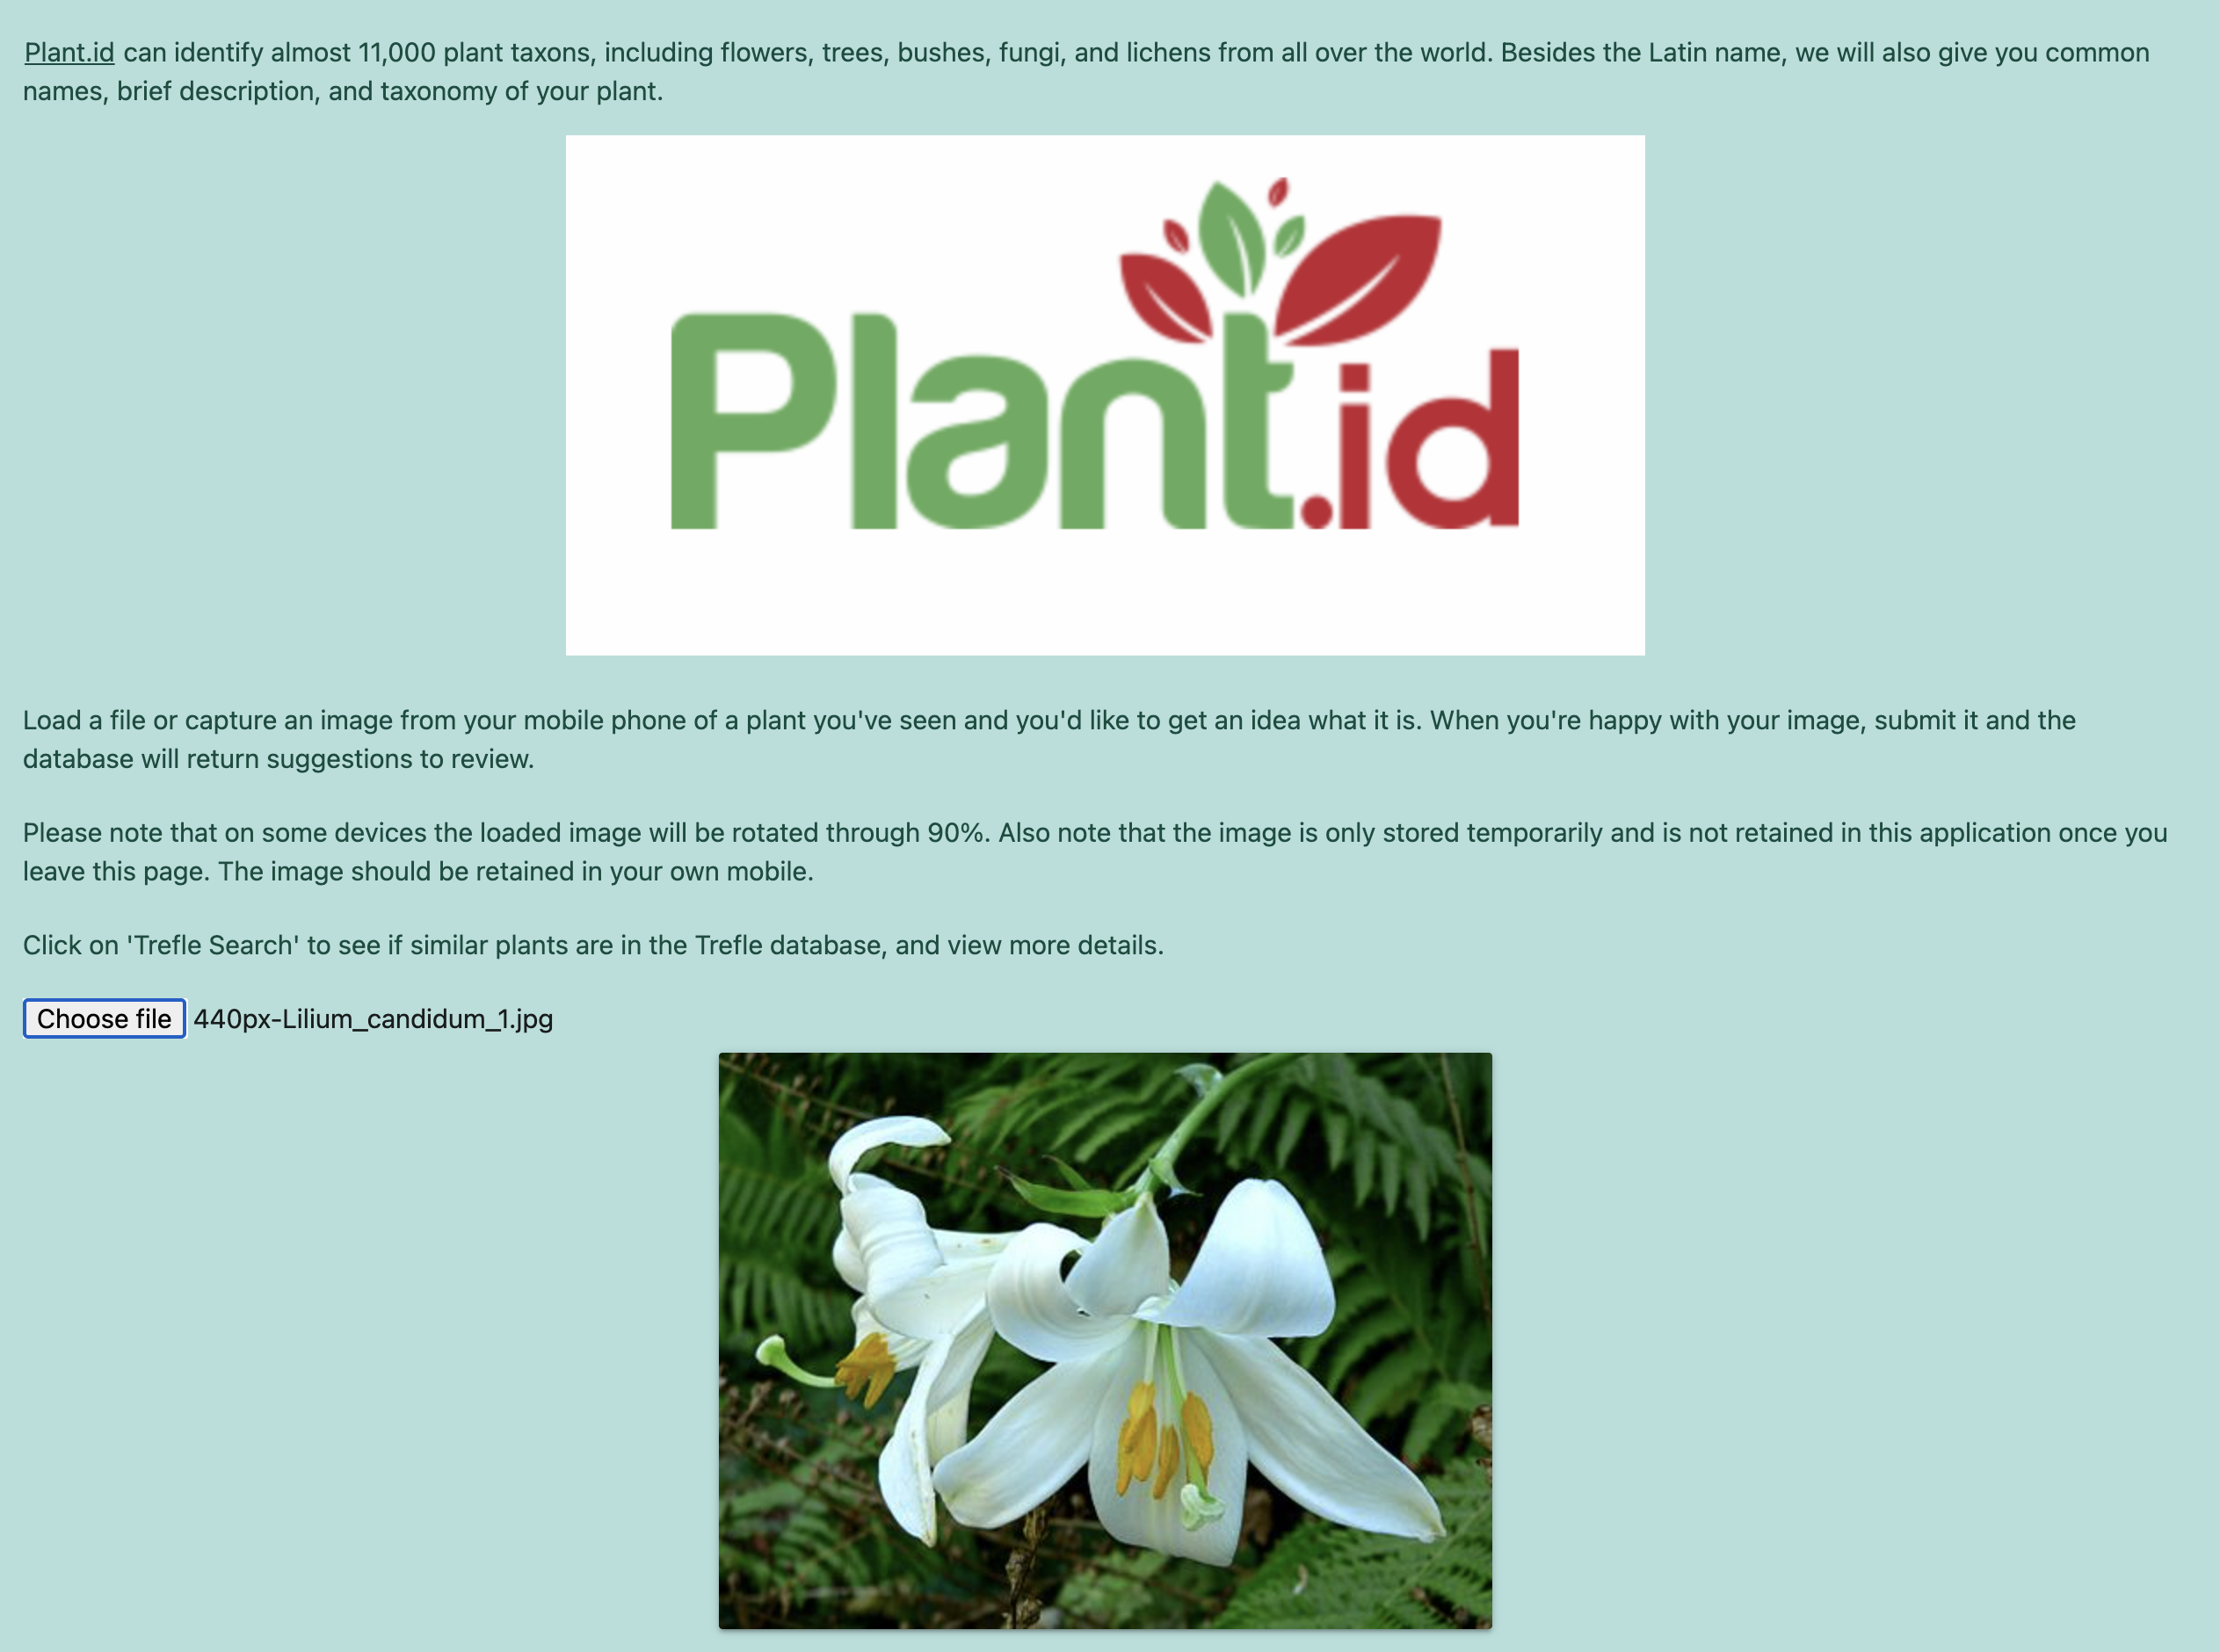 Plant.id can identify almost 11,000 plant taxons, including flowers, trees, bushes, fungi, and lichens from all over the world. Besides the Latin name, we will also give you common
names, brief description, and taxonomy of your plant.
Plant.id
Load a file or capture an image from your mobile phone of a plant you've seen and you'd like to get an idea what it is. When you're happy with your image, submit it and the
database will return suggestions to review.
Please note that on some devices the loaded image will be rotated through 90%. Also note that the image is only stored temporarily and is not retained in this application once you
leave this page. The image should be retained in your own mobile.
Click on 'Trefle Search' to see if similar plants are in the Trefle database, and view more details.
Choose file 440px-Lilium_candidum_1.jpg